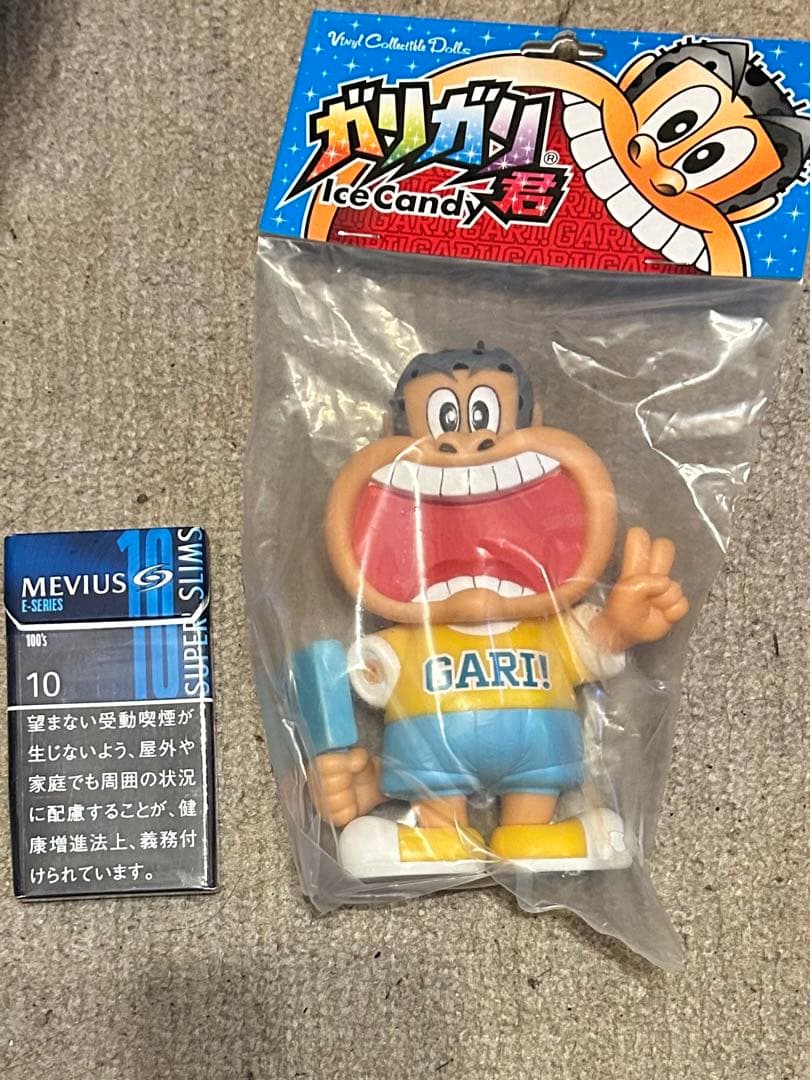 Vinyl Collectible Dolls
ガリガリ君®
Ice Candy
GARI! GARI! GARI!
GARI! GARI! GARI!
GARI!
MEVIUS
E-SERIES
100's
10
10
SUPER SLIMS
望まない受動喫煙が
生じないよう、屋外や
家庭でも周囲の状況
に配慮することが、健
康増進法上、義務付
けられています。